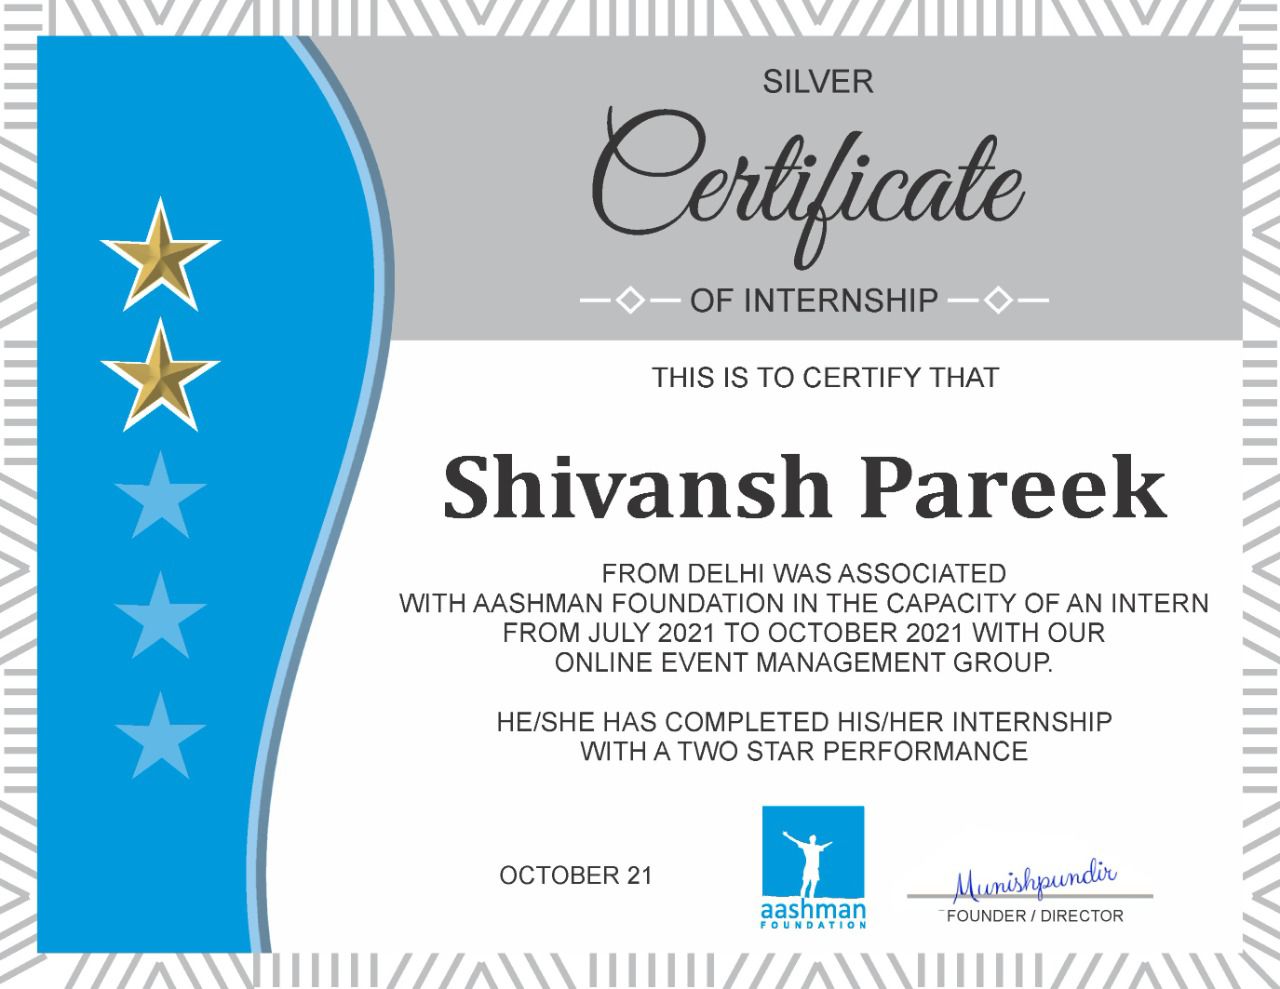 SILVER
Certificate
OF INTERNSHIP
THIS IS TO CERTIFY THAT
Shivansh Pareek
FROM DELHI WAS ASSOCIATED
WITH AASHMAN FOUNDATION IN THE CAPACITY OF AN INTERN
FROM JULY 2021 TO OCTOBER 2021 WITH OUR
ONLINE EVENT MANAGEMENT GROUP.
HE/SHE HAS COMPLETED HIS/HER INTERNSHIP
WITH A TWO STAR PERFORMANCE
OCTOBER 21
aashman
FOUNDATION
Munishpundir
FOUNDER / DIRECTOR